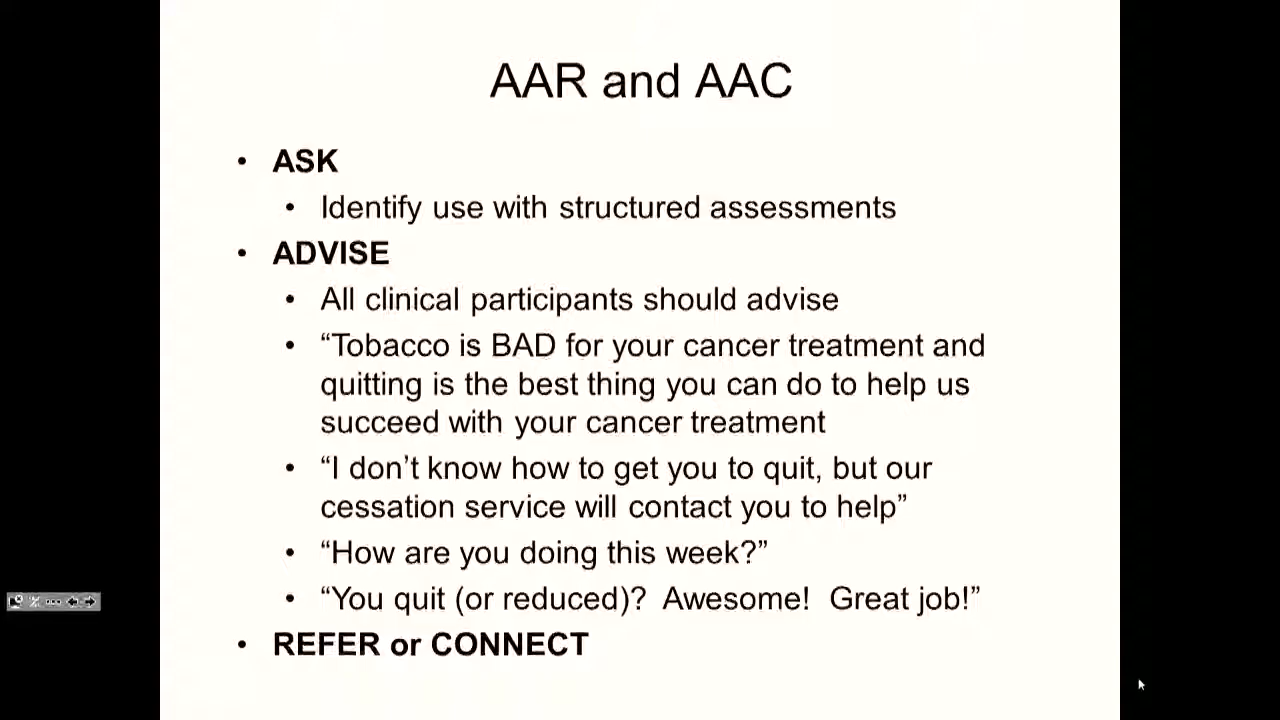 AAR and AAC
• ASK
• Identify use with structured assessments
• ADVISE
• All clinical participants should advise
• “Tobacco is BAD for your cancer treatment and
quitting is the best thing you can do to help us
succeed with your cancer treatment
• “I don’t know how to get you to quit, but our
cessation service will contact you to help”
• “How are you doing this week?”
• “You quit (or reduced)?  Awesome!  Great job!”
• REFER or CONNECT